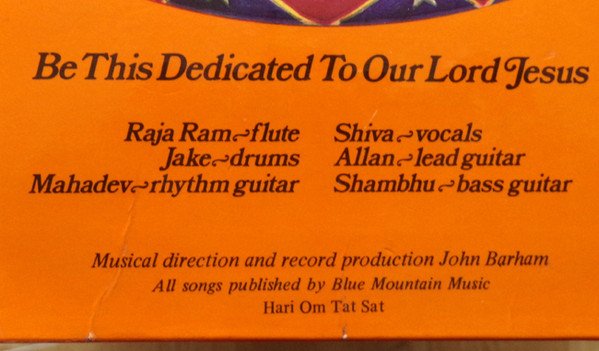 Be This Dedicated To Our Lord Jesus
Raja Ram~flute
Jake~drums
Mahadev~rhythm guitar
Shiva~vocals
Allan~lead guitar
Shambhu~bass guitar
Musical direction and record production John Barham
All songs published by Blue Mountain Music
Hari Om Tat Sat